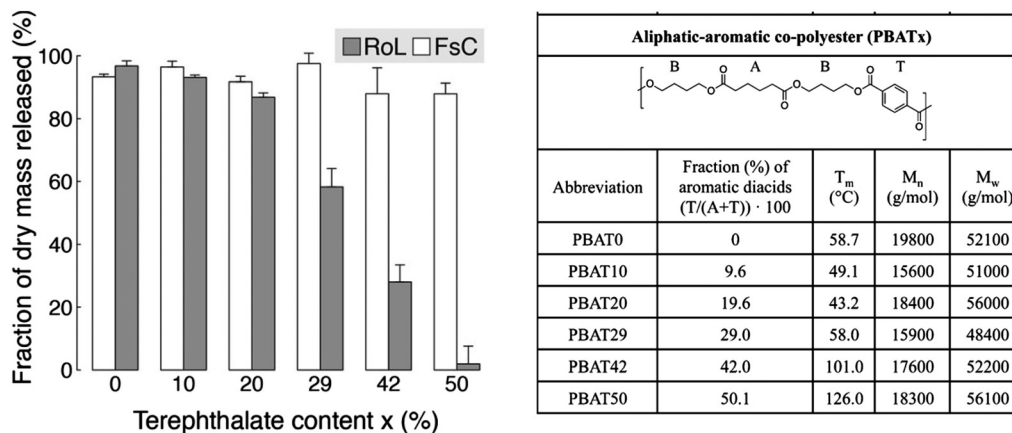 Fraction of dry mass released (%)
100
80
60
40
20
0
RoL FsC
0 10 20 29 42 50
Terephthalate content x (%)
Aliphatic-aromatic co-polyester (PBATx)
B A B T
O O O O O O O O
Abbreviation Fraction (%) of aromatic diacids (T/(A+T)) · 100 Tm (°C) Mn (g/mol) Mw (g/mol)
PBAT0 0 58.7 19800 52100
PBAT10 9.6 49.1 15600 51000
PBAT20 19.6 43.2 18400 56000
PBAT29 29.0 58.0 15900 48400
PBAT42 42.0 101.0 17600 52200
PBAT50 50.1 126.0 18300 56100